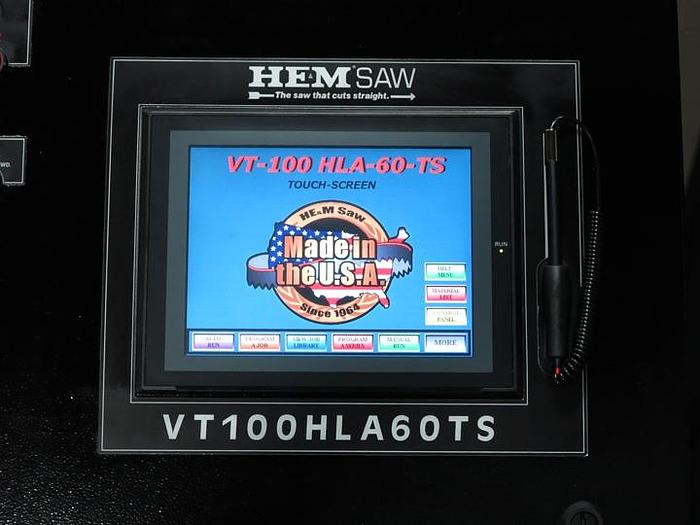 HE&M SAW
The saw that cuts straight.
VT-100 HLA-60-TS
TOUCH-SCREEN
HE&M Saw
Made in
the U.S.A.
Since 1964
RUN
HELP
MENU
MATERIAL
LIST
CONTROL
PANEL
AUTO
RUN
PROGRAM
A JOB
VIEW JOB
LIBRARY
PROGRAM
A SERIES
MANUAL
RUN
MORE
VT100HLA60TS
WD.